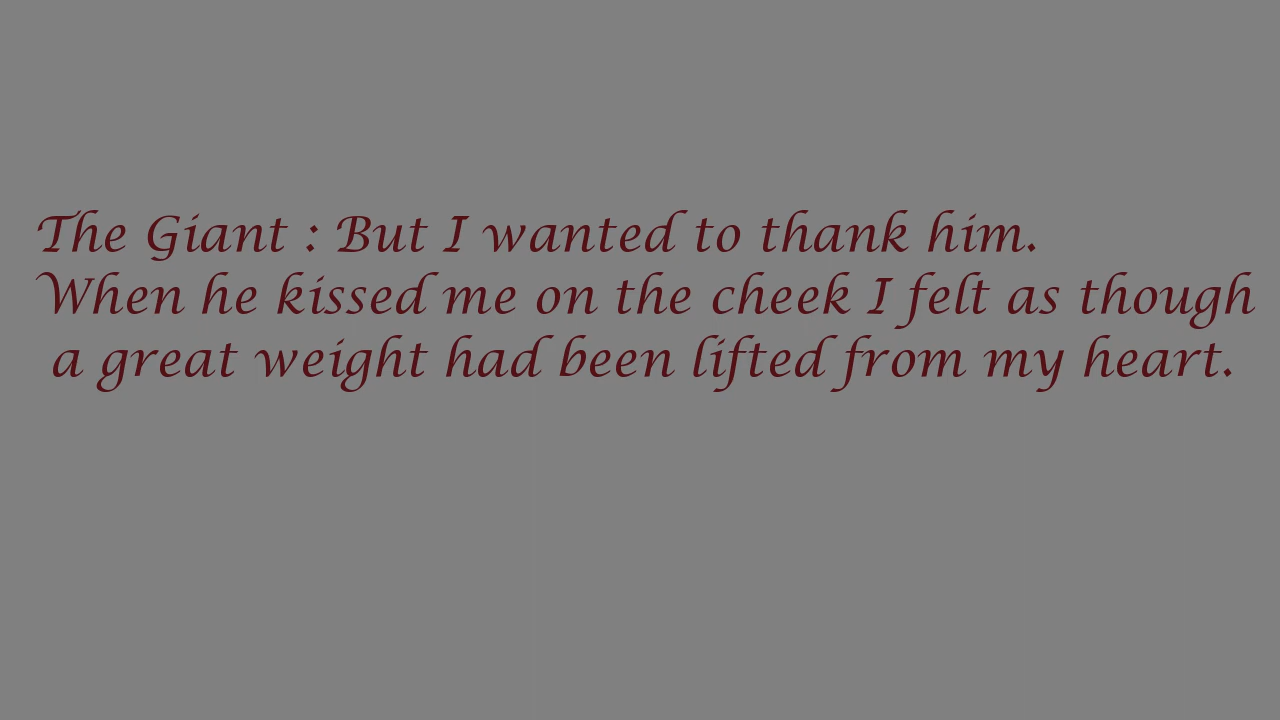 The Giant : But I wanted to thank him.
When he kissed me on the cheek I felt as though
a great weight had been lifted from my heart.